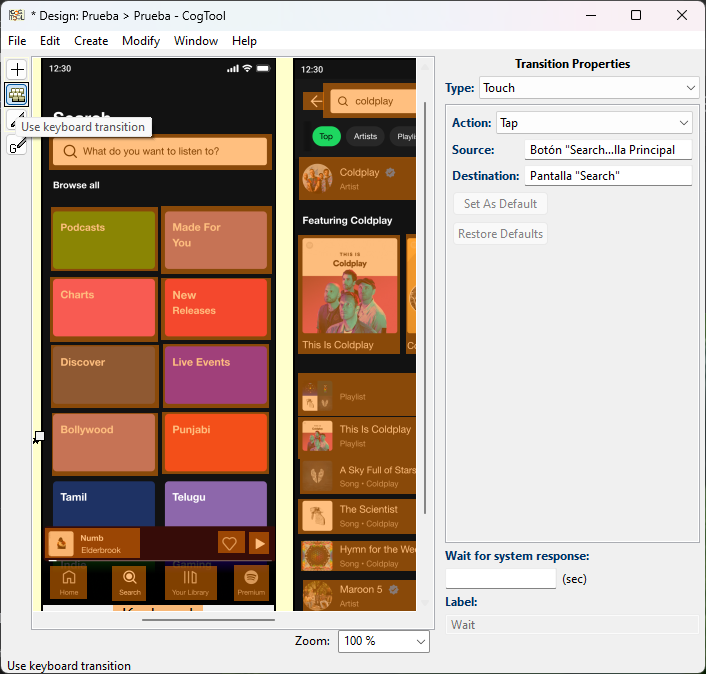 * Design: Prueba > Prueba - CogTool
File Edit Create Modify Window Help
12:30
Search
Use keyboard transition
What do you want to listen to?
Browse all
Podcasts
Made For
You
Charts
New
Releases
Discover
Live Events
Bollywood
Punjabi
Tamil
Telugu
Numb
Elderbrook
Indie
Gaming
Home
Search
Your Library
Premium
12:30
coldplay
Top
Artists
Playli
Coldplay
Artist
Featuring Coldplay
THIS IS
Coldplay
This Is Coldplay
Co
Playlist
This Is Coldplay
Playlist
A Sky Full of Stars
Song • Coldplay
The Scientist
Song • Coldplay
Hymn for the Wee
Song • Coldplay
Maroon 5
Artist
Transition Properties
Type: Touch
Action: Tap
Source: Botón "Search...lla Principal
Destination: Pantalla "Search"
Set As Default
Restore Defaults
Wait for system response:
(sec)
Label:
Wait
Zoom: 100 %
Use keyboard transition